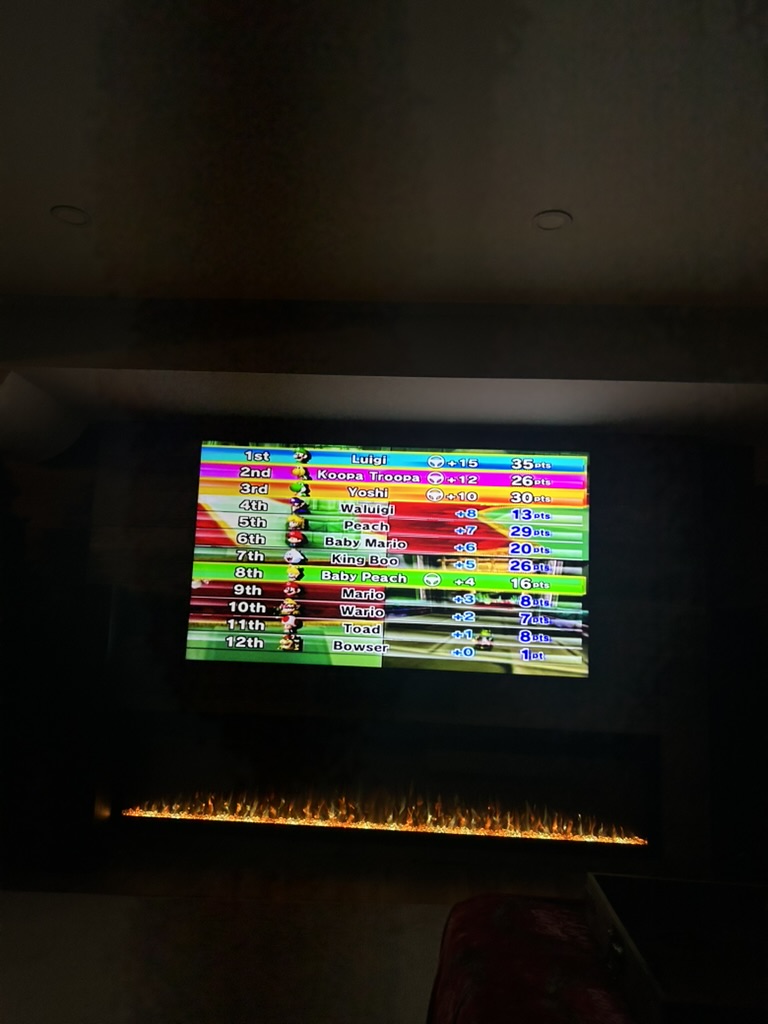 1st Luigi +15 35pts
2nd Koopa Troopa +12 26pts
3rd Yoshi +10 30pts
4th Waluigi +8 13pts
5th Peach +7 29pts
6th Baby Mario +6 20pts
7th King Boo +5 26pts
8th Baby Peach +4 16pts
9th Mario +3 8pts
10th Wario +2 7pts
11th Toad +1 8pts
12th Bowser +0 1pt